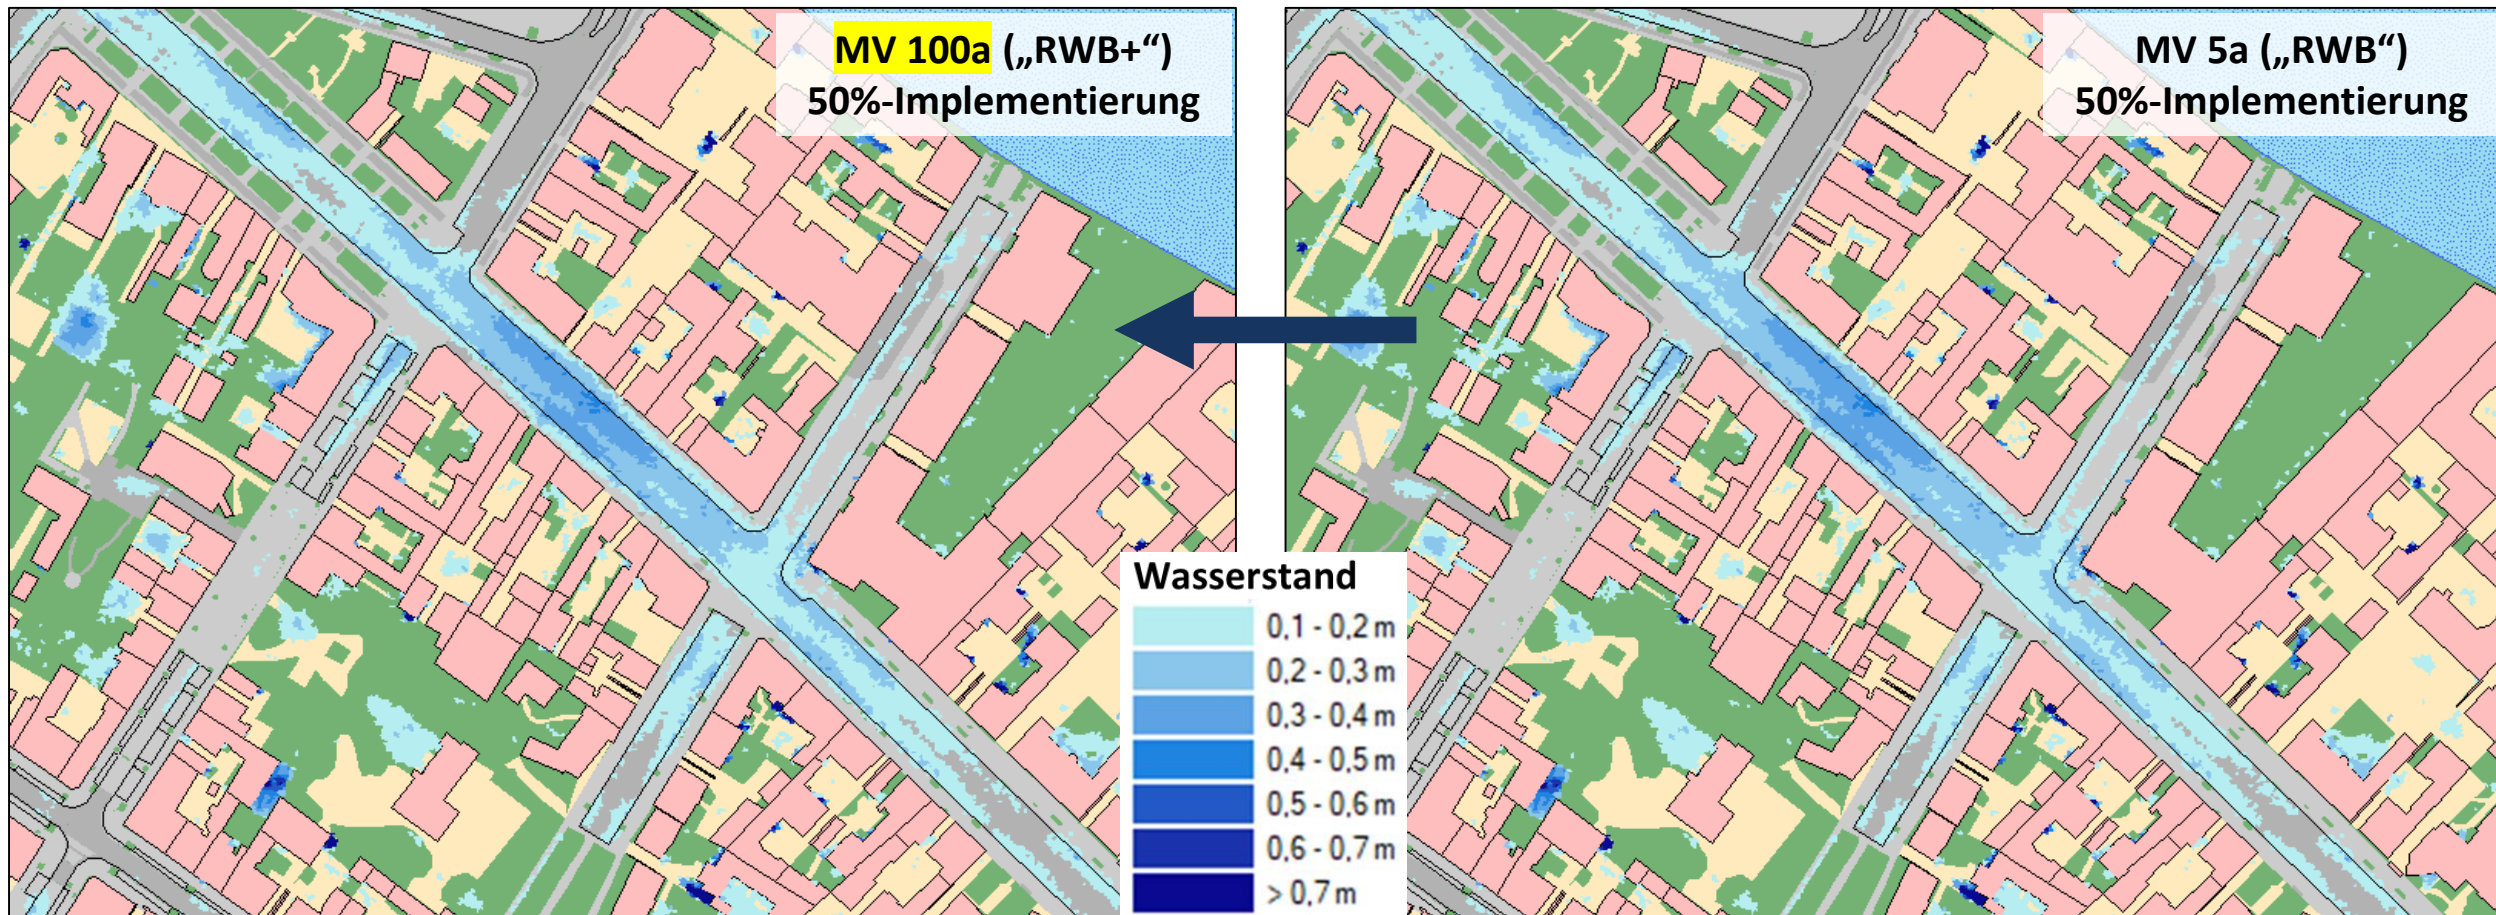 MV 100a („RWB+“)
50%-Implementierung
MV 5a („RWB“)
50%-Implementierung
Wasserstand
0,1 - 0,2 m
0,2 - 0,3 m
0,3 - 0,4 m
0,4 - 0,5 m
0,5 - 0,6 m
0,6 - 0,7 m
> 0,7 m